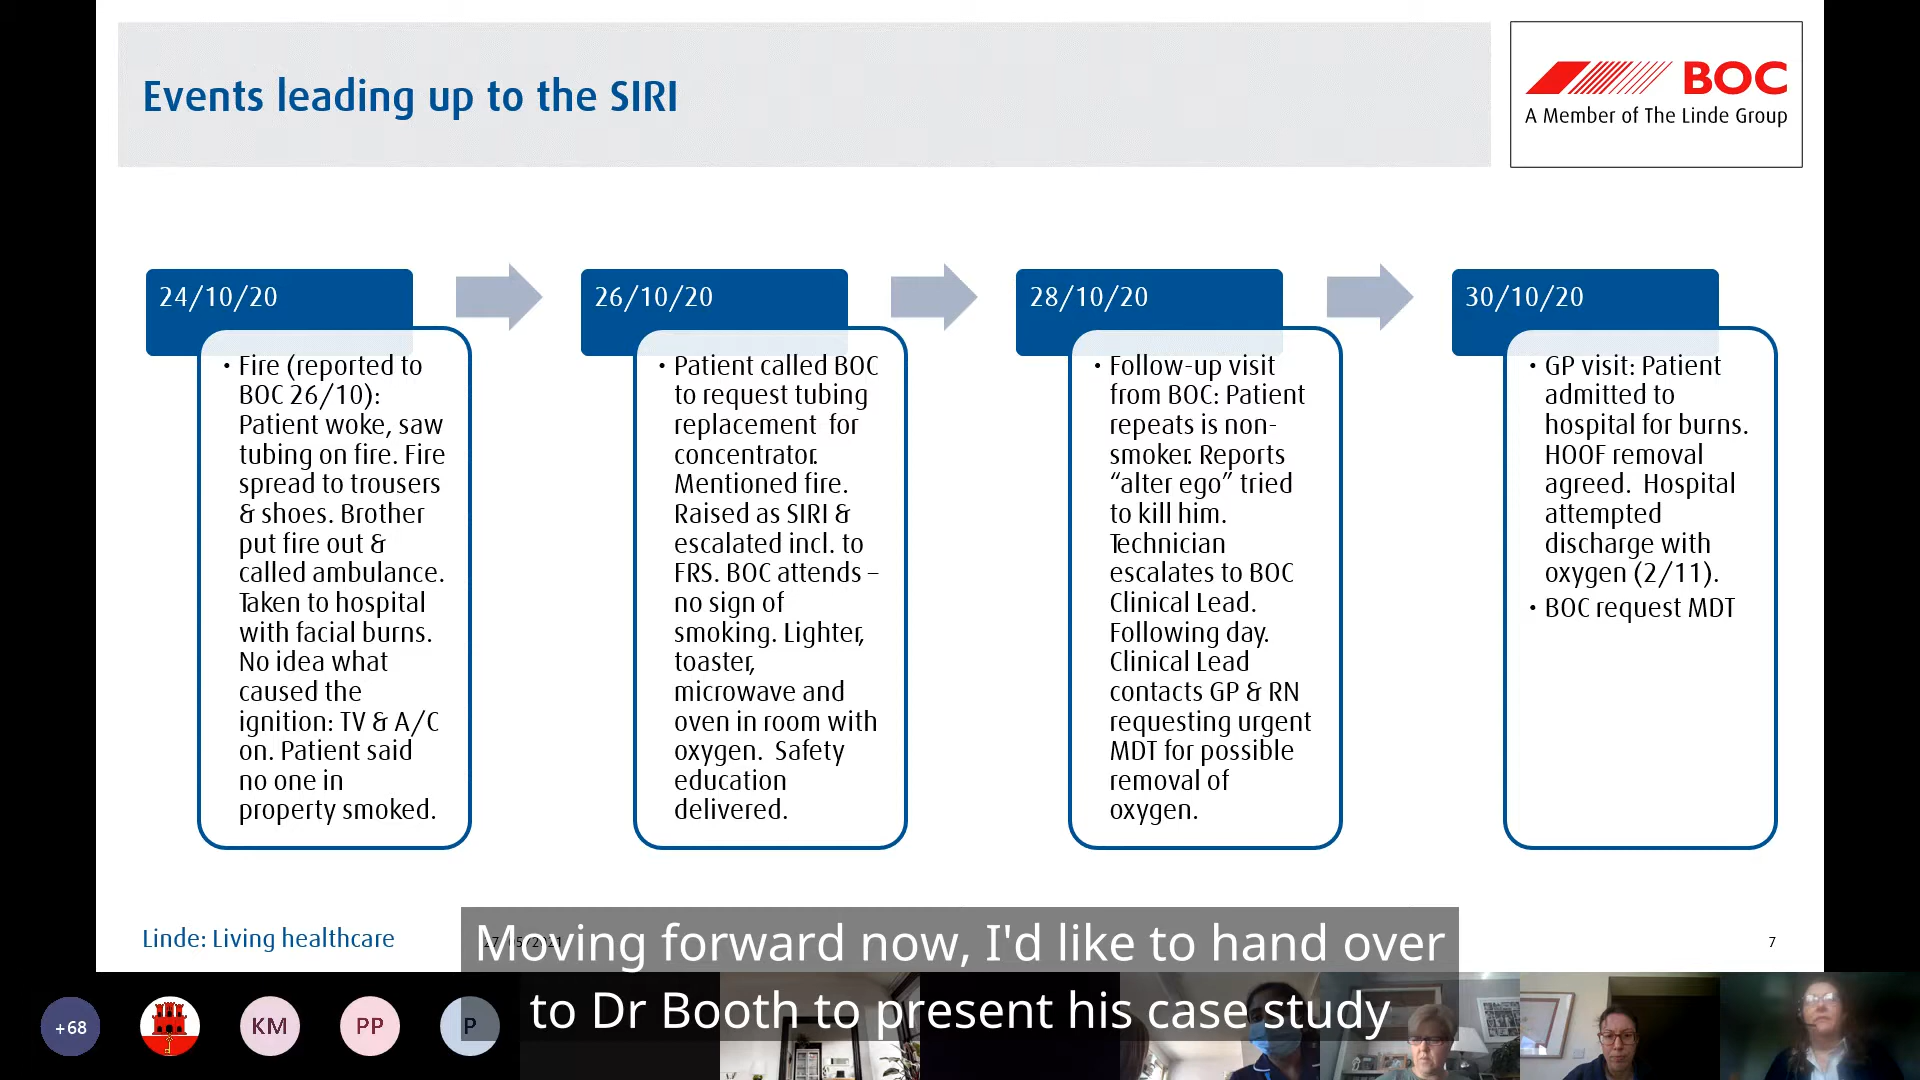 Events leading up to the SIRI
BOC
A Member of The Linde Group
24/10/20
• Fire (reported to
BOC 26/10):
Patient woke, saw
tubing on fire. Fire
spread to trousers
& shoes. Brother
put fire out &
called ambulance.
Taken to hospital
with facial burns.
No idea what
caused the
ignition: TV & A/C
on. Patient said
no one in
property smoked.
26/10/20
• Patient called BOC
to request tubing
replacement for
concentrator.
Mentioned fire.
Raised as SIRI &
escalated incl. to
FRS. BOC attends –
no sign of
smoking. Lighter,
toaster,
microwave and
oven in room with
oxygen. Safety
education
delivered.
28/10/20
• Follow-up visit
from BOC: Patient
repeats is non-
smoker. Reports
“alter ego” tried
to kill him.
Technician
escalates to BOC
Clinical Lead.
Following day.
Clinical Lead
contacts GP & RN
requesting urgent
MDT for possible
removal of
oxygen.
30/10/20
• GP visit: Patient
admitted to
hospital for burns.
HOOF removal
agreed. Hospital
attempted
discharge with
oxygen (2/11).
• BOC request MDT
Linde: Living healthcare
7
Moving forward now, I'd like to hand over
to Dr Booth to present his case study
+68
KM
PP
P